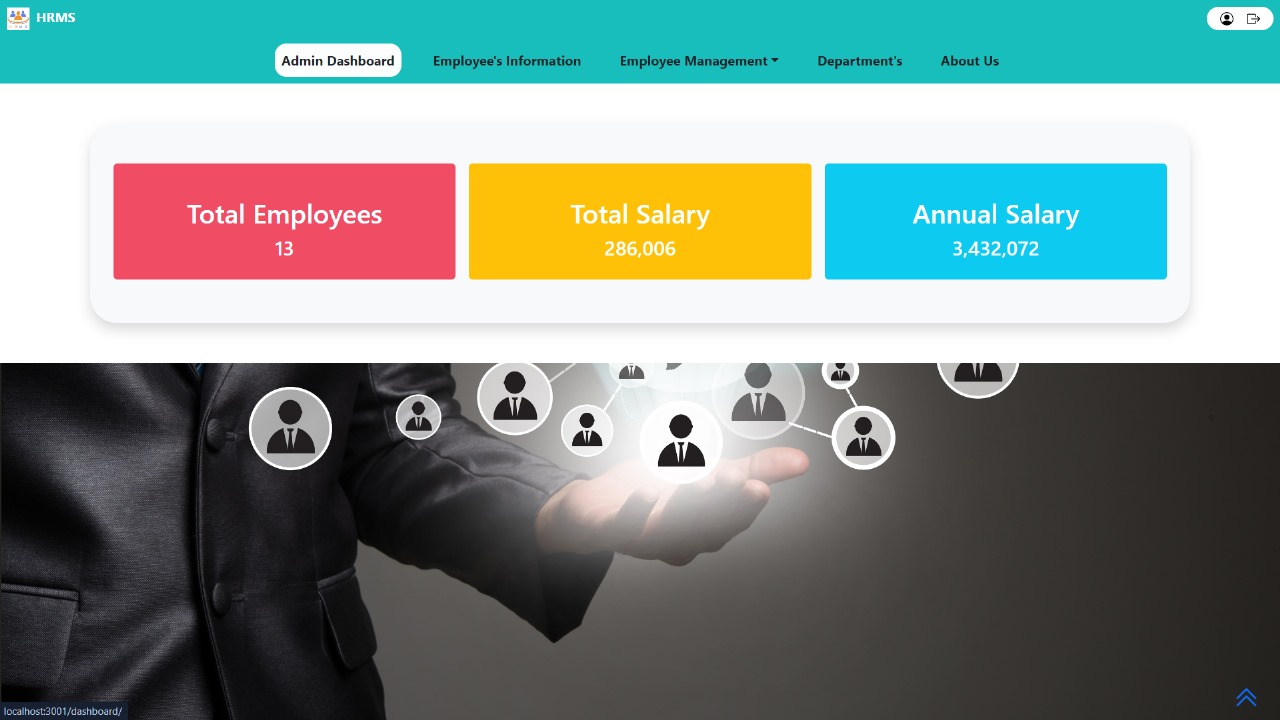 HRMS
HRMS
Admin Dashboard
Employee's Information
Employee Management
Department's
About Us
Total Employees
13
Total Salary
286,006
Annual Salary
3,432,072
localhost:3001/dashboard/